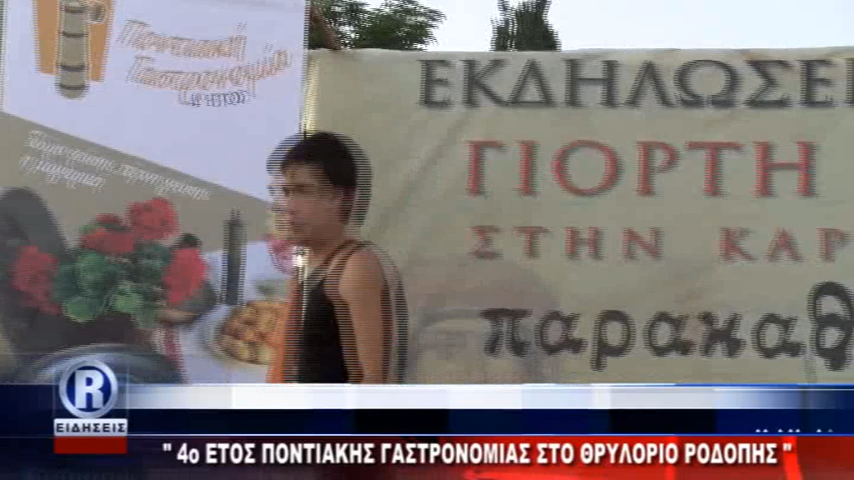 Ποντιακή
Γαστρονομία
ΕΚΔΗΛΩΣΕΙ
ΓΙΟΡΤΗ
ΣΤΗΝ ΚΑΡ
παρακαθ
R
ΕΙΔΗΣΕΙΣ
" 4ο ΕΤΟΣ ΠΟΝΤΙΑΚΗΣ ΓΑΣΤΡΟΝΟΜΙΑΣ ΣΤΟ ΘΡΥΛΟΡΙΟ ΡΟΔΟΠΗΣ "